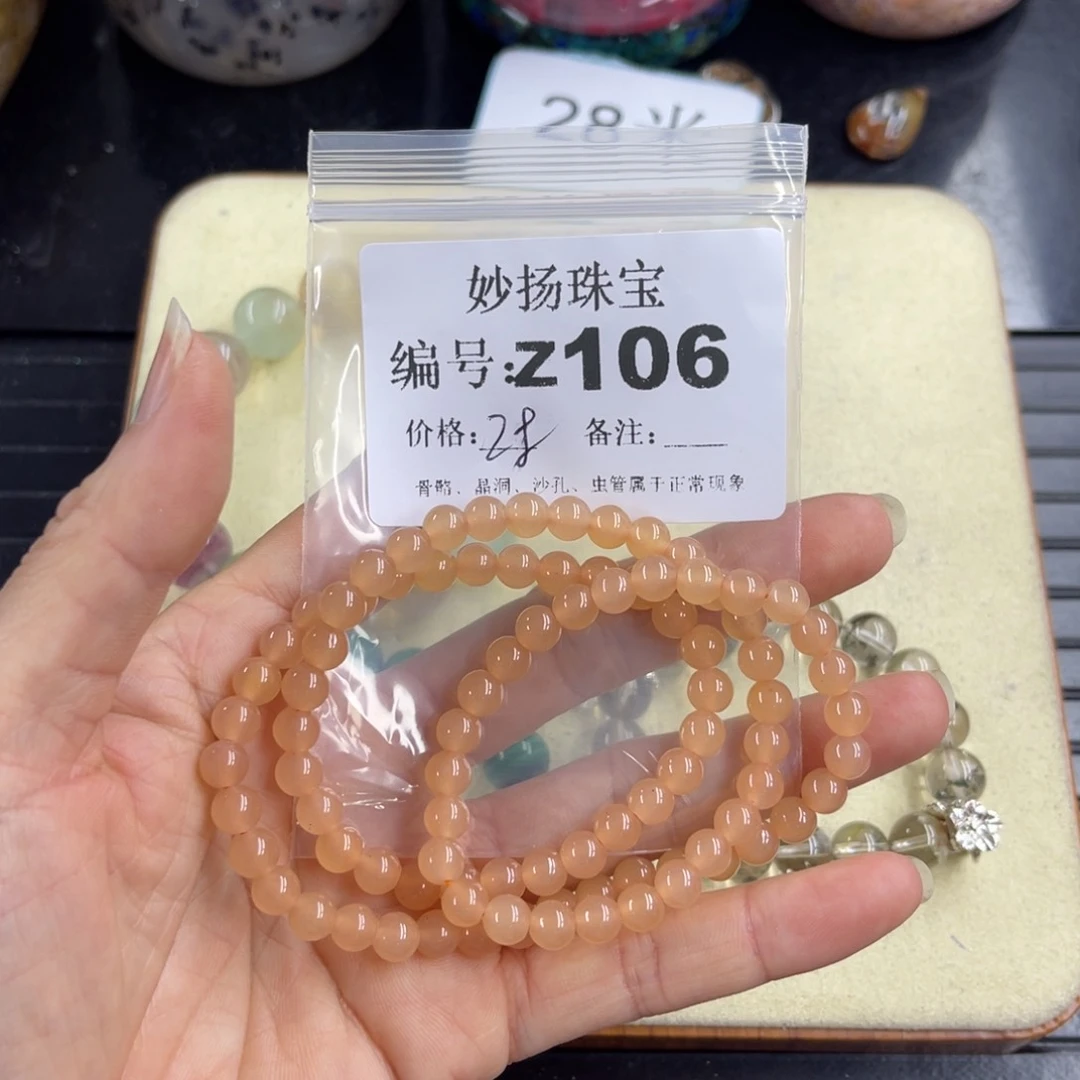 28米
妙扬珠宝
编号:Z106
价格:28 备注:____
骨骼、晶洞、沙孔、虫管属于正常现象